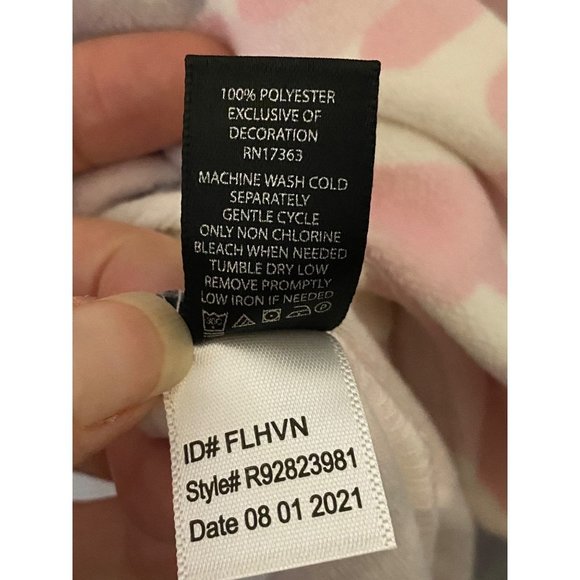 100% POLYESTER
EXCLUSIVE OF
DECORATION
RN17363
MACHINE WASH COLD
SEPARATELY
GENTLE CYCLE
ONLY NON CHLORINE
BLEACH WHEN NEEDED
TUMBLE DRY LOW
REMOVE PROMPTLY
LOW IRON IF NEEDED
ID# FLHVN
Style# R92823981
Date 08 01 2021